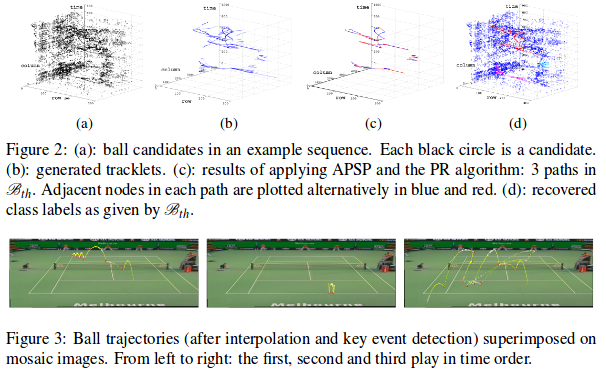 time
time
time
time
column
row
column
row
column
row
column
row
(a) (b) (c) (d)
Figure 2: (a): ball candidates in an example sequence. Each black circle is a candidate.
(b): generated tracklets. (c): results of applying APSP and the PR algorithm: 3 paths in
ℬth. Adjacent nodes in each path are plotted alternatively in blue and red. (d): recovered
class labels as given by ℬth.
Melbourne
Melbourne
Melbourne
Figure 3: Ball trajectories (after interpolation and key event detection) superimposed on
mosaic images. From left to right: the first, second and third play in time order.